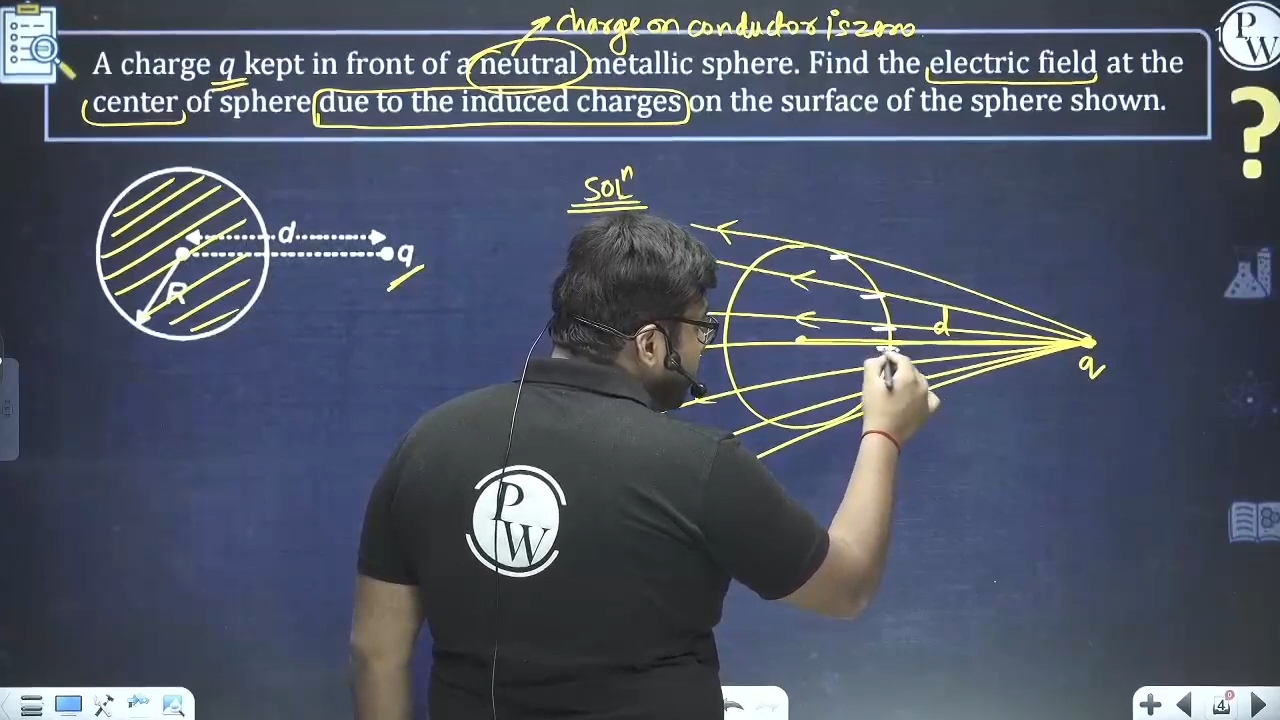 charge on conductor is zero
A charge q kept in front of a neutral metallic sphere. Find the electric field at the
center of sphere due to the induced charges on the surface of the sphere shown.
PW
?
SOLⁿ
d
q
R
d
q
PW
4